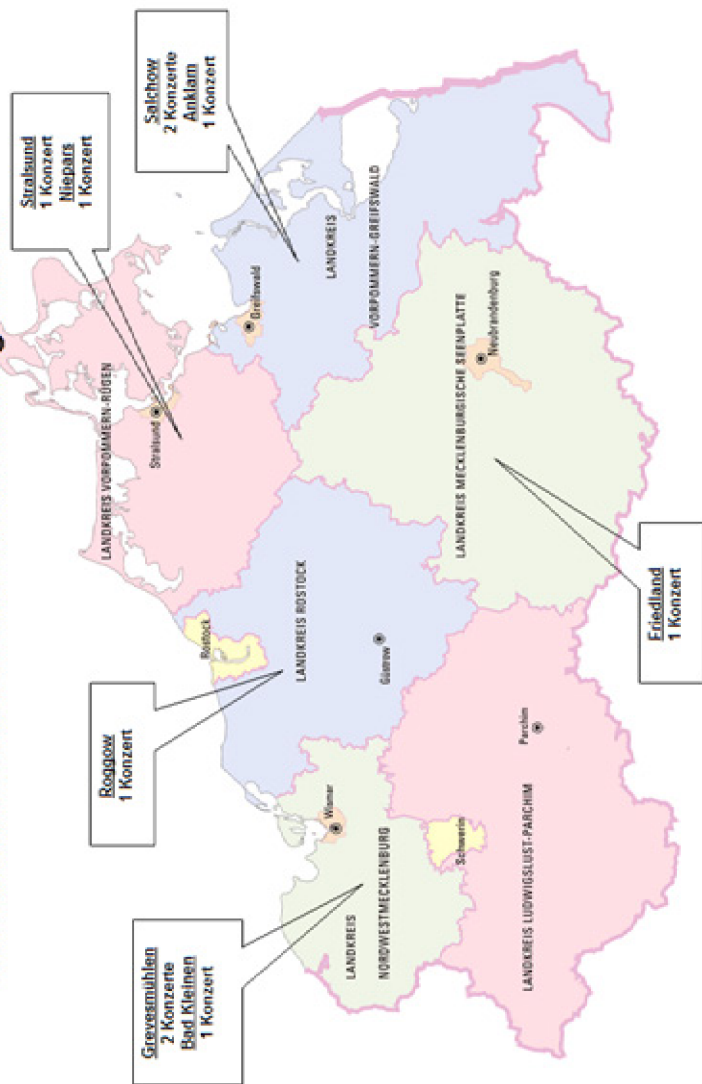 Grevesmühlen
2 Konzerte
Bad Kleinen
1 Konzert
Roggow
1 Konzert
Stralsund
1 Konzert
Niepars
1 Konzert
Salchow
2 Konzerte
Anklam
1 Konzert
Friedland
1 Konzert
LANDKREIS VORPOMMERN-RÜGEN
Stralsund
Greifswald
LANDKREIS
VORPOMMERN-GREIFSWALD
Rostock
LANDKREIS ROSTOCK
Güstrow
Wismar
LANDKREIS
NORDWESTMECKLENBURG
Schwerin
LANDKREIS MECKLENBURGISCHE SEENPLATTE
Neubrandenburg
Parchim
LANDKREIS LUDWIGSLUST-PARCHIM